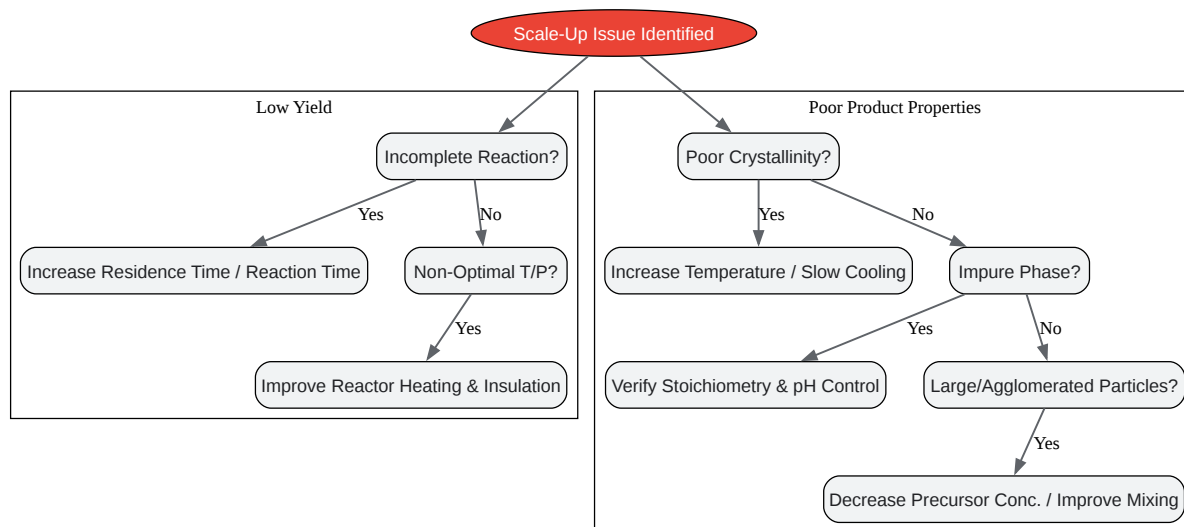 Scale-Up Issue Identified
Low Yield
Poor Product Properties
Incomplete Reaction?
Poor Crystallinity?
Yes
No
Yes
No
Increase Residence Time / Reaction Time
Non-Optimal T/P?
Increase Temperature / Slow Cooling
Impure Phase?
Yes
Yes
No
Improve Reactor Heating & Insulation
Verify Stoichiometry & pH Control
Large/Agglomerated Particles?
Yes
Decrease Precursor Conc. / Improve Mixing